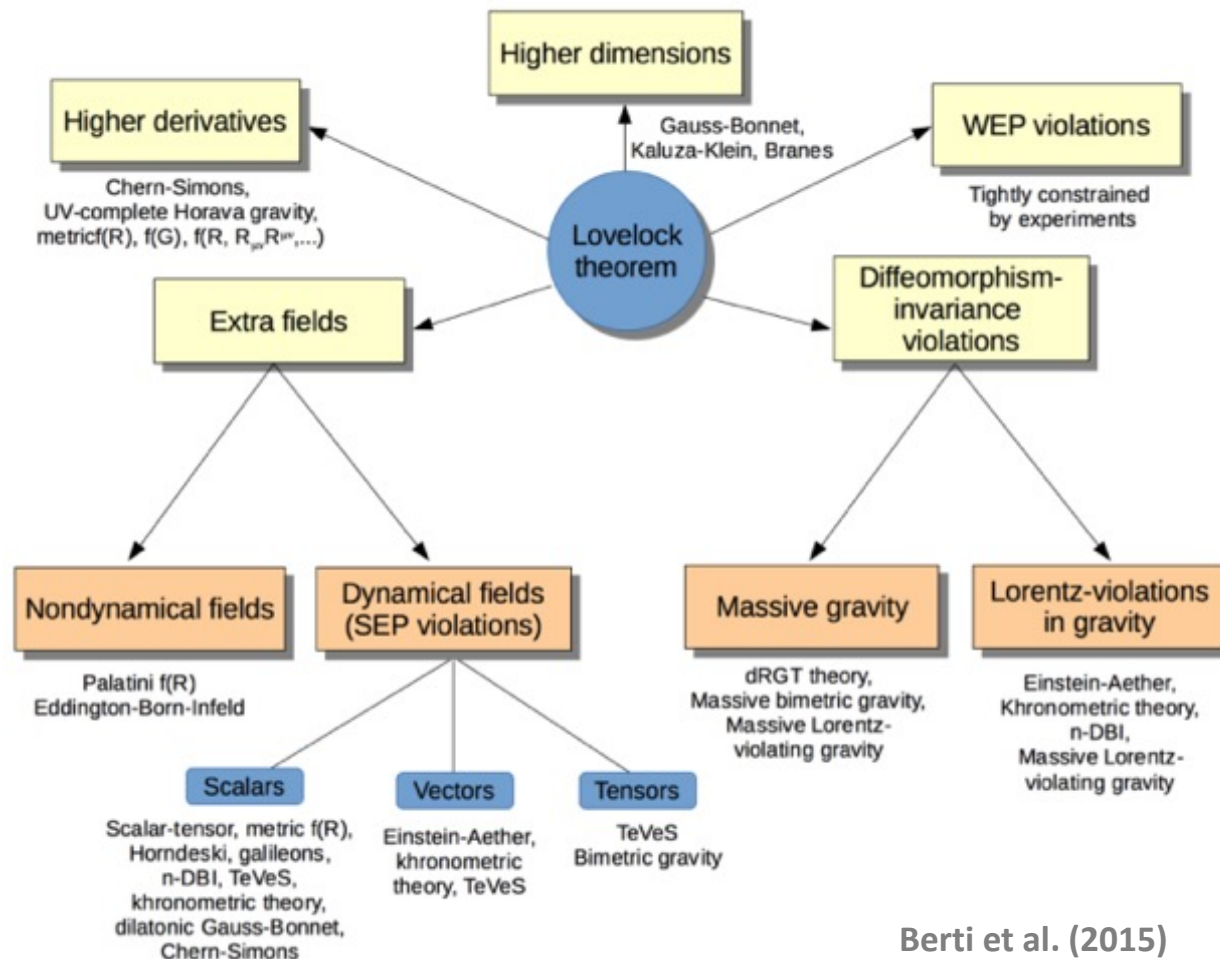 Higher dimensions
Gauss-Bonnet,
Kaluza-Klein, Branes
Higher derivatives
Chern-Simons,
UV-complete Horava gravity,
metricf(R), f(G), f(R, RμνRμν,...)
WEP violations
Tightly constrained
by experiments
Lovelock
theorem
Extra fields
Diffeomorphism-
invariance
violations
Nondynamical fields
Palatini f(R)
Eddington-Born-Infeld
Dynamical fields
(SEP violations)
Massive gravity
dRGT theory,
Massive bimetric gravity,
Massive Lorentz-
violating gravity
Lorentz-violations
in gravity
Einstein-Aether,
Khronometric theory,
n-DBI,
Massive Lorentz-
violating gravity
Scalars
Scalar-tensor, metric f(R),
Horndeski, galileons,
n-DBI, TeVeS,
khronometric theory,
dilatonic Gauss-Bonnet,
Chern-Simons
Vectors
Einstein-Aether,
khronometric
theory, TeVeS
Tensors
TeVeS
Bimetric gravity
Berti et al. (2015)